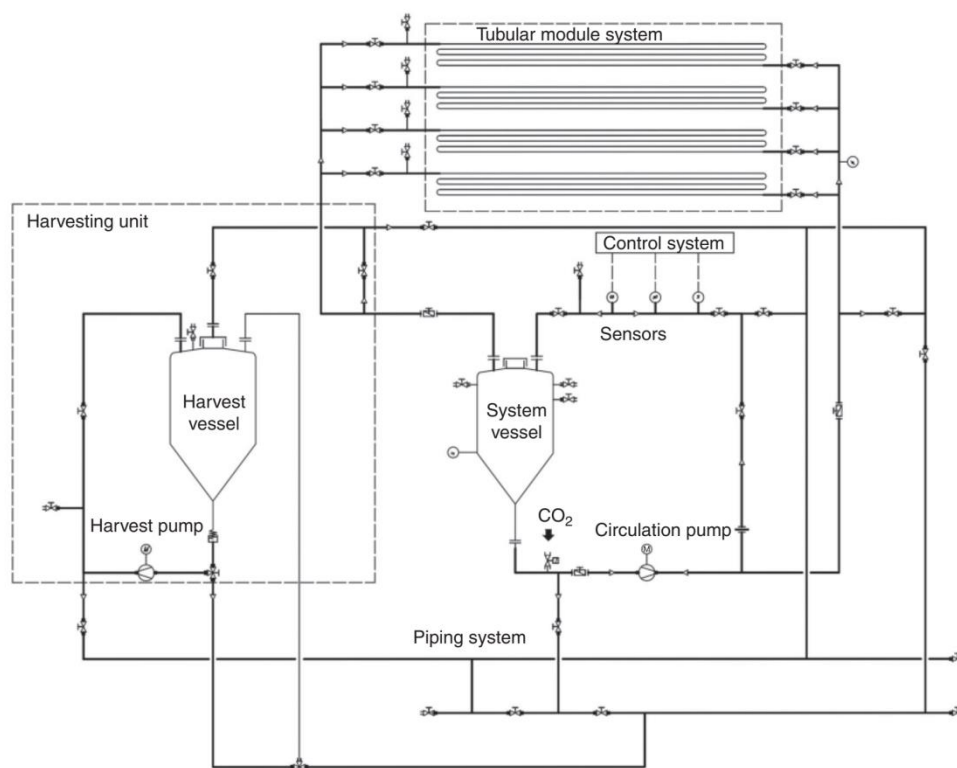 Tubular module system
Harvesting unit
Control system
Sensors
Harvest
vessel
System
vessel
CO₂
Harvest pump
Circulation pump
M
Piping system